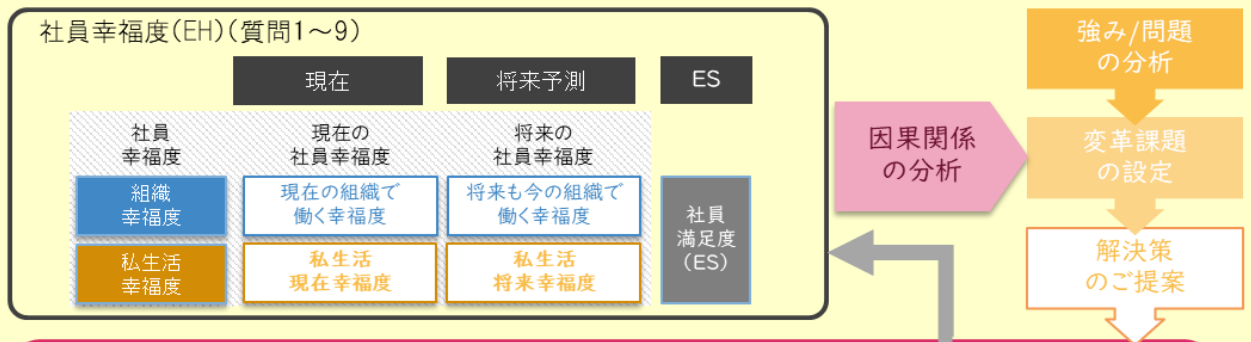 社員幸福度(EH)(質問1～9)
現在
将来予測
ES
社員
幸福度
現在の
社員幸福度
将来の
社員幸福度
組織
幸福度
現在の組織で
働く幸福度
将来も今の組織で
働く幸福度
私生活
幸福度
私生活
現在幸福度
私生活
将来幸福度
社員
満足度
(ES)
因果関係
の分析
強み/問題
の分析
変革課題
の設定
解決策
のご提案